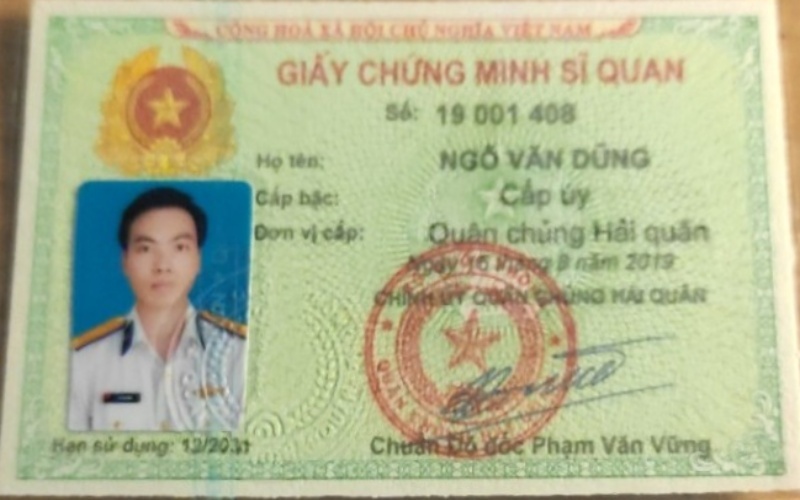 CỘNG HOÀ XÃ HỘI CHỦ NGHĨA VIỆT NAM
GIẤY CHỨNG MINH SĨ QUAN
Số: 19 001 408
Họ tên: NGÔ VĂN DŨNG
Cấp bậc: Cấp úy
Đơn vị cấp: Quân chủng Hải quân
Ngày 16 tháng 8 năm 2019
CHÍNH ỦY QUÂN CHỦNG HẢI QUÂN
Hạn sử dụng: 12/2031
Chuẩn Đô đốc Phạm Văn Vững